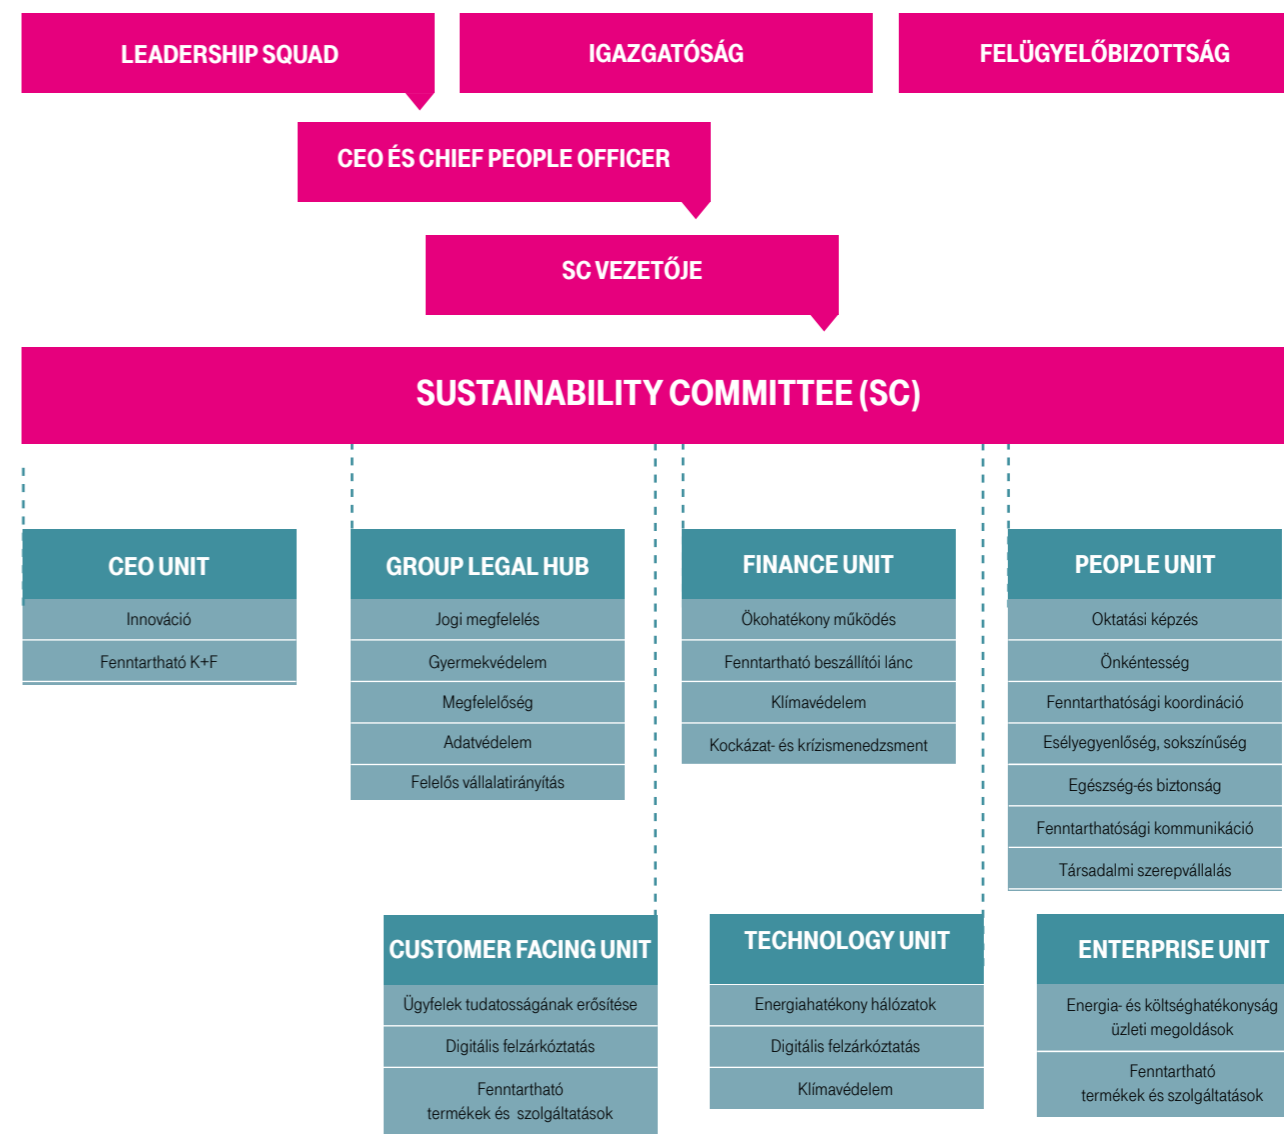 LEADERSHIP SQUAD
IGAZGATÓSÁG
FELÜGYELŐBIZOTTSÁG
CEO ÉS CHIEF PEOPLE OFFICER
SC VEZETŐJE
SUSTAINABILITY COMMITTEE (SC)
CEO UNIT
Innováció
Fenntartható K+F
GROUP LEGAL HUB
Jogi megfelelés
Gyermekvédelem
Megfelelőség
Adatvédelem
Felelős vállalatirányítás
FINANCE UNIT
Ökohatékony működés
Fenntartható beszállítói lánc
Klímavédelem
Kockázat- és krízismenedzsment
PEOPLE UNIT
Oktatási képzés
Önkéntesség
Fenntarthatósági koordináció
Esélyegyenlőség, sokszínűség
Egészség-és biztonság
Fenntarthatósági kommunikáció
Társadalmi szerepvállalás
CUSTOMER FACING UNIT
Ügyfelek tudatosságának erősítése
Digitális felzárkóztatás
Fenntartható
termékek és szolgáltatások
TECHNOLOGY UNIT
Energiahatékony hálózatok
Digitális felzárkóztatás
Klímavédelem
ENTERPRISE UNIT
Energia- és költséghatékonyság
üzleti megoldások
Fenntartható
termékek és szolgáltatások